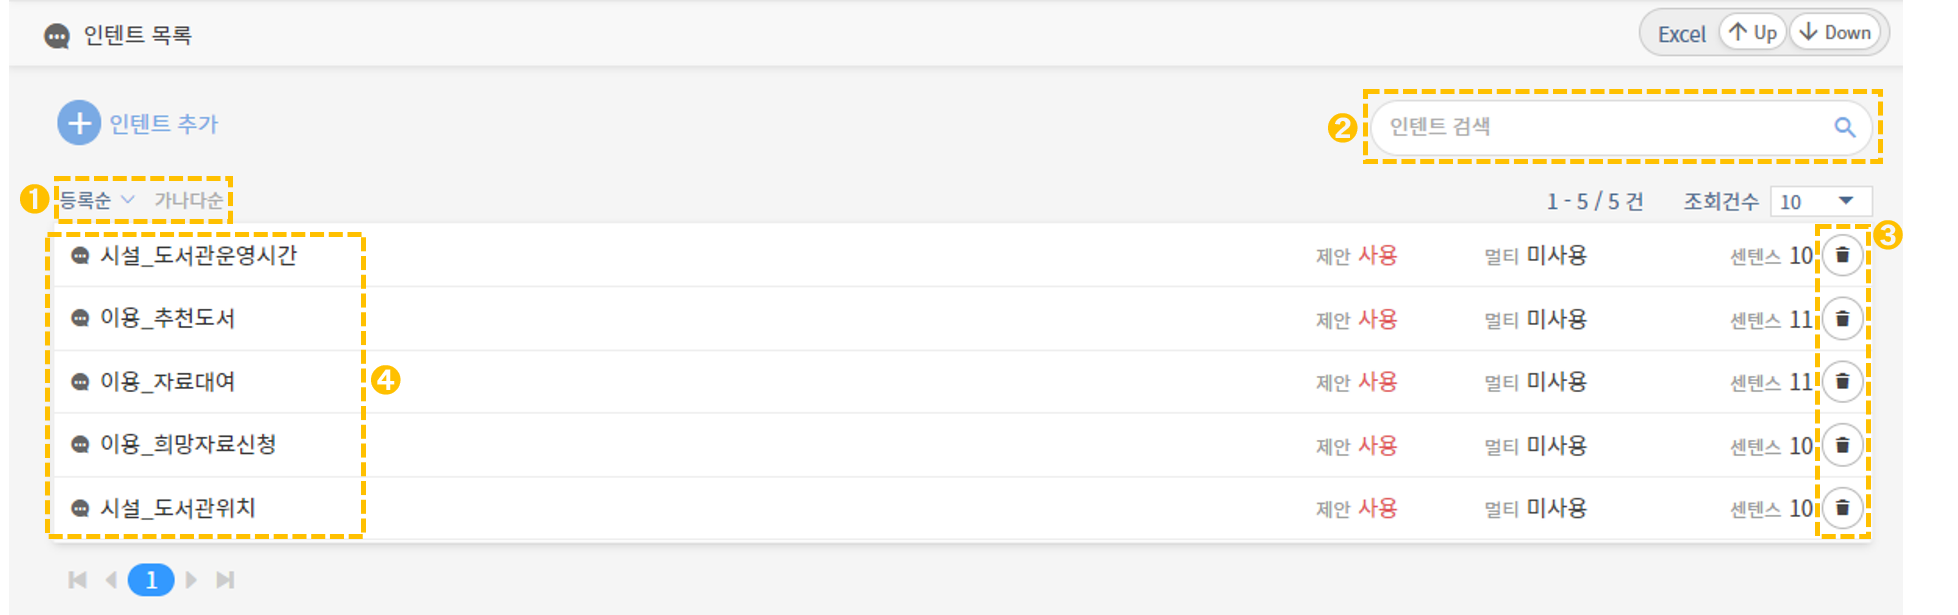 인텐트 목록 Excel Up Down
인텐트 추가 ❷ 인텐트 검색
❶ 등록순 가나다순 1 - 5 / 5 건 조회건수 10
❸
시설_도서관운영시간 제안 사용 멀티 미사용 센텐스 10
이용_추천도서 제안 사용 멀티 미사용 센텐스 11
이용_자료대여 ❹ 제안 사용 멀티 미사용 센텐스 11
이용_희망자료신청 제안 사용 멀티 미사용 센텐스 10
시설_도서관위치 제안 사용 멀티 미사용 센텐스 10
1